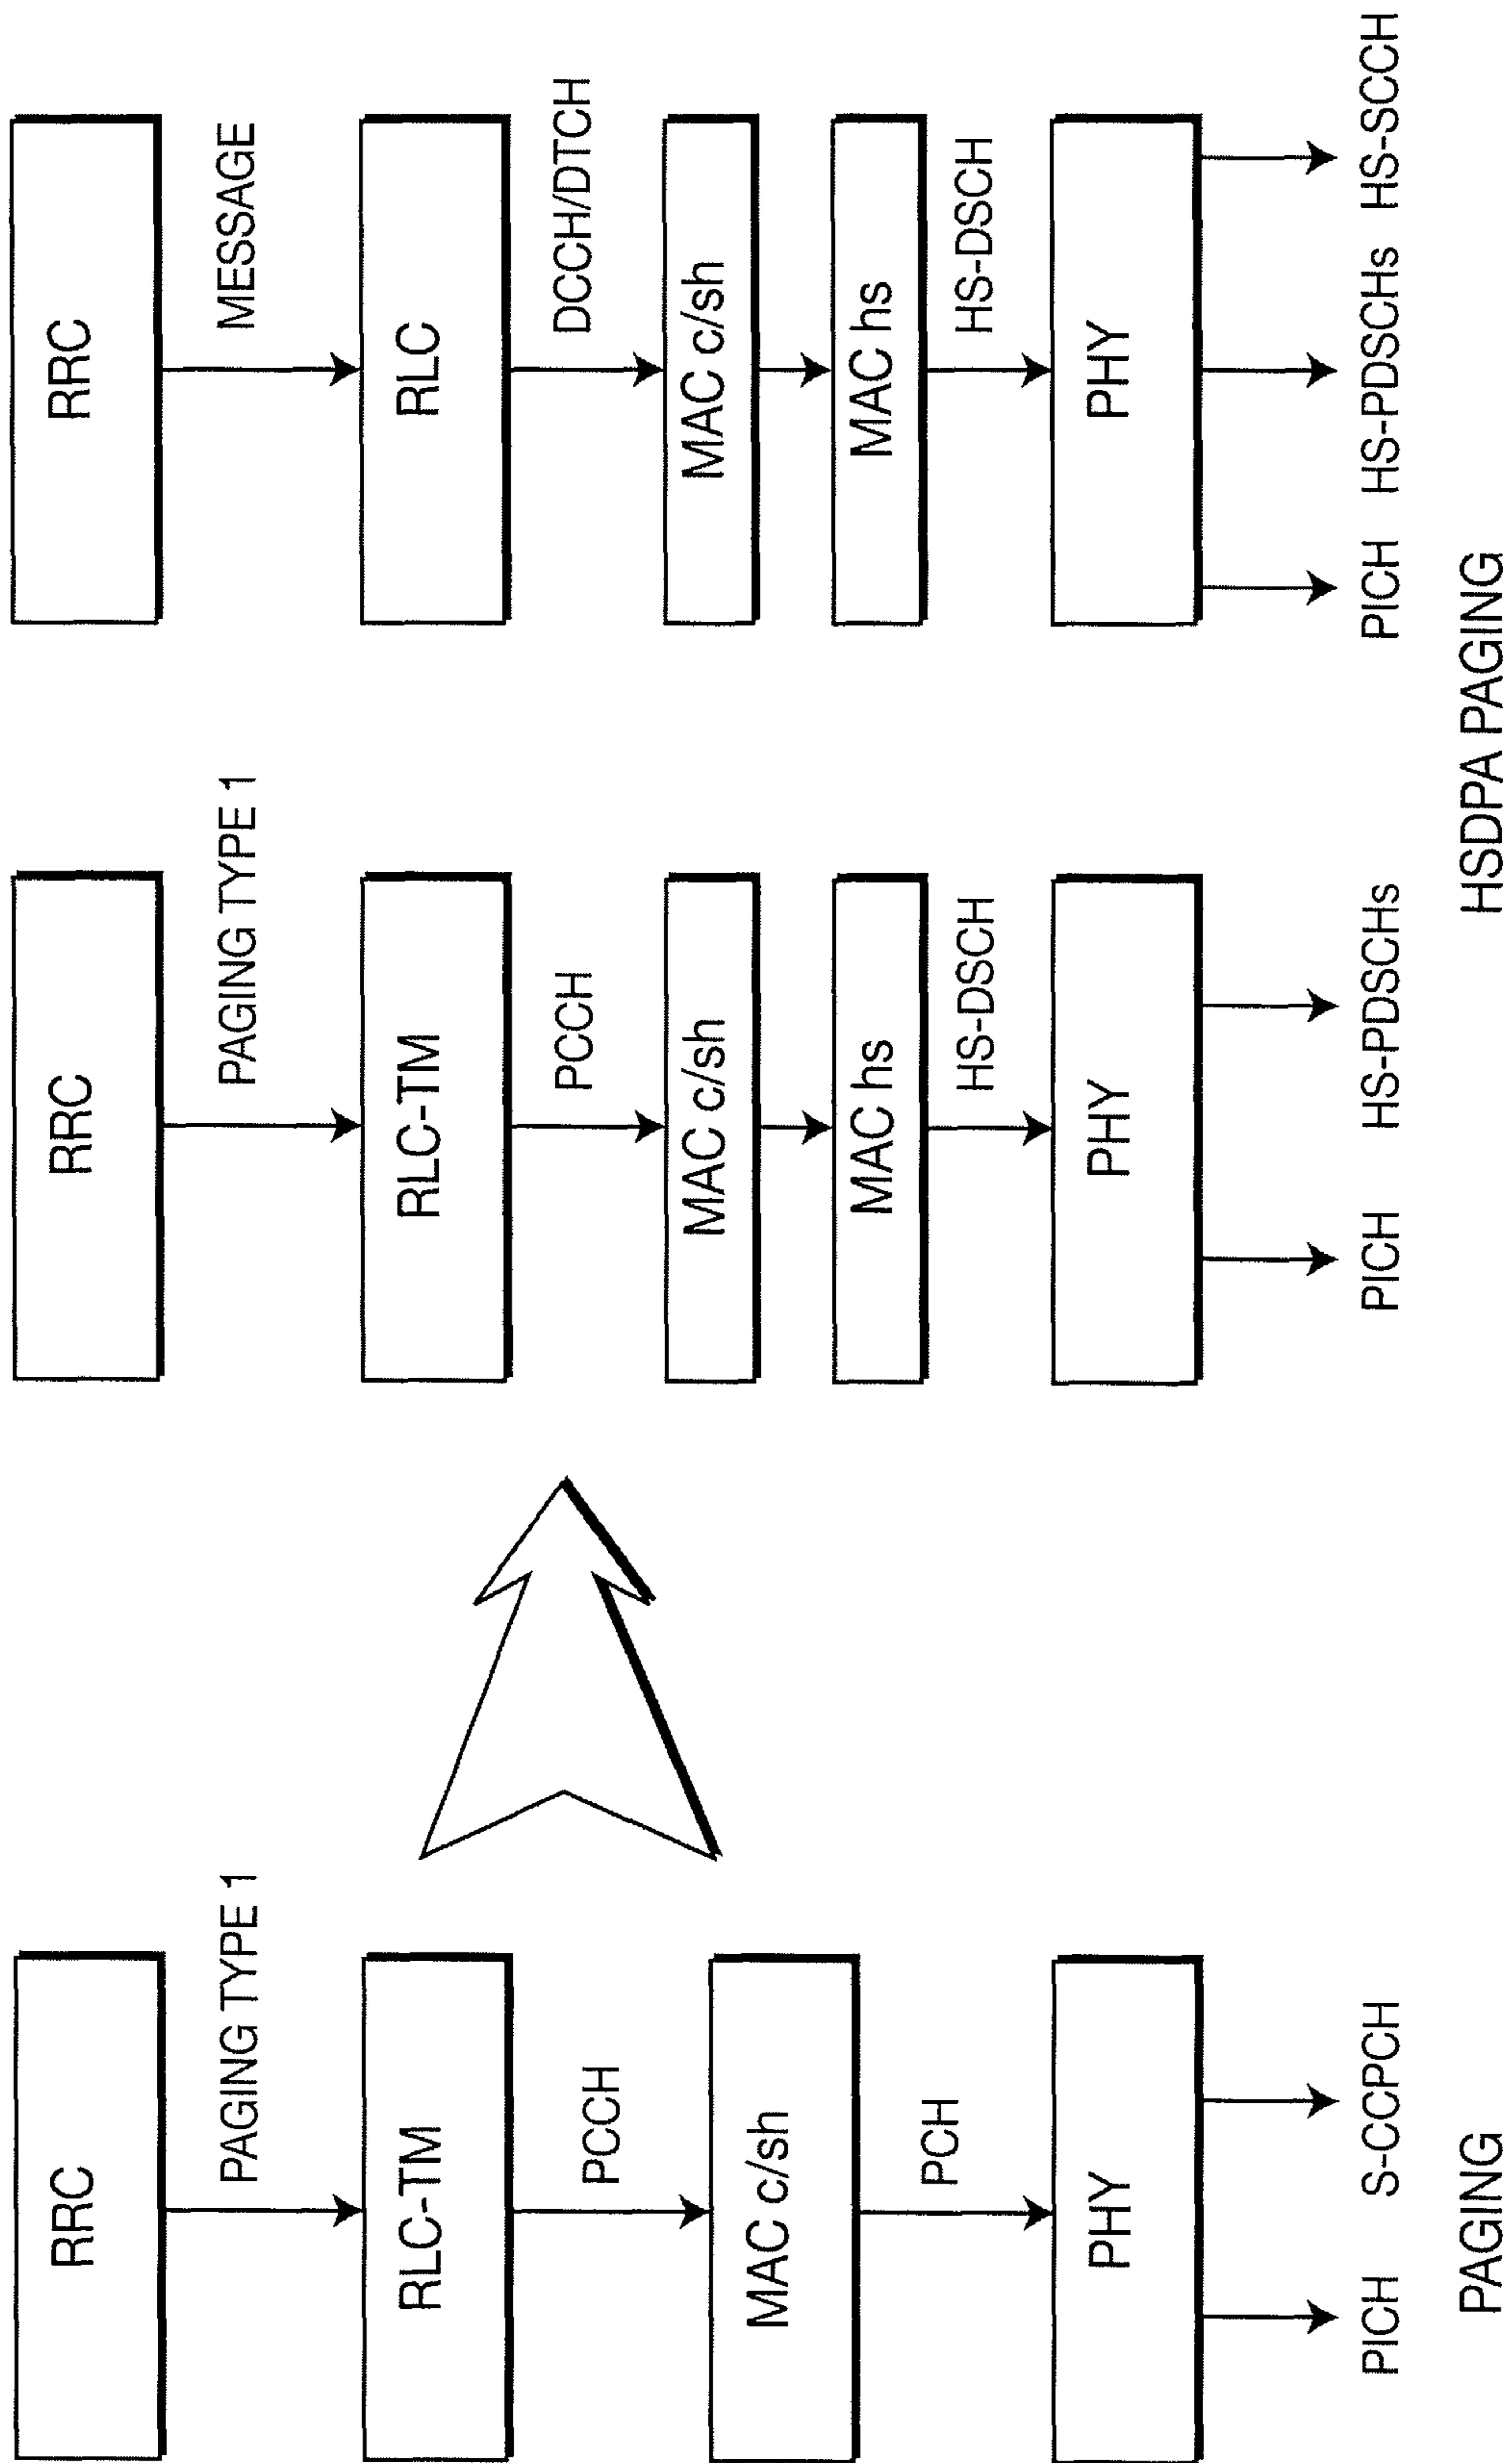 RRC
PAGING TYPE 1
RLC-TM
PCCH
MAC c/sh
PCH
PHY
PICH
S-CCPCH
PAGING
RRC
PAGING TYPE 1
RLC-TM
PCCH
MAC c/sh
MAC hs
HS-DSCH
PHY
PICH
HS-PDSCHs
RRC
MESSAGE
RLC
DCCH/DTCH
MAC c/sh
MAC hs
HS-DSCH
PHY
PICH
HS-PDSCHs
HS-SCCH
HSDPA PAGING